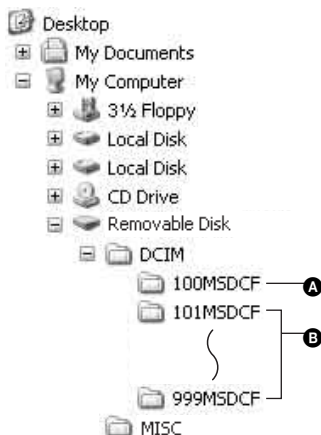 Desktop
My Documents
My Computer
3½ Floppy
Local Disk
Local Disk
CD Drive
Removable Disk
DCIM
100MSDCF A
101MSDCF
B
999MSDCF
MISC